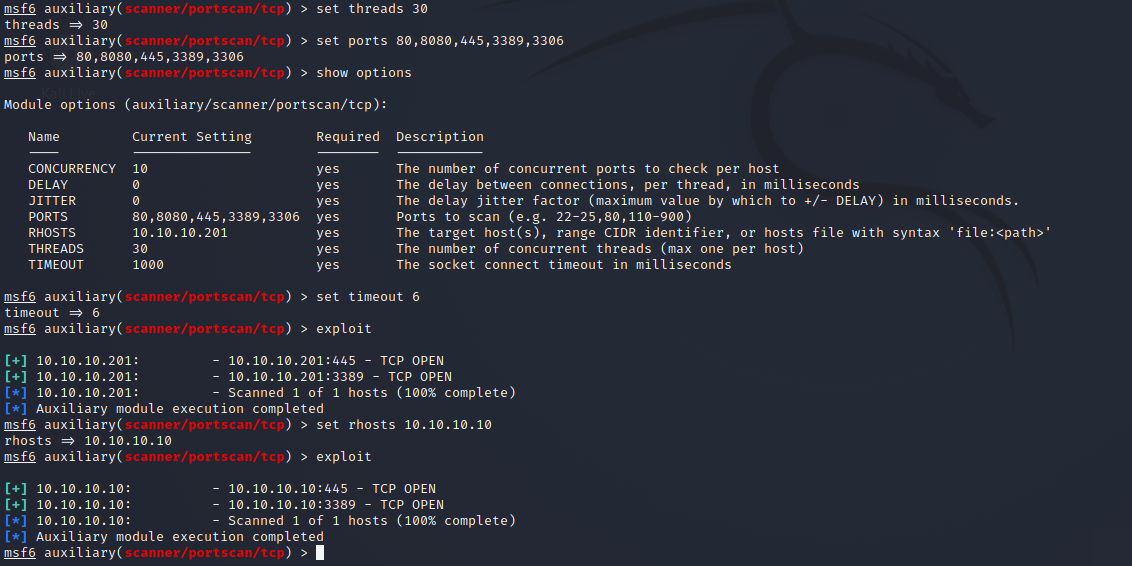 msf6 auxiliary(scanner/portscan/tcp) > set threads 30
threads => 30
msf6 auxiliary(scanner/portscan/tcp) > set ports 80,8080,445,3389,3306
ports => 80,8080,445,3389,3306
msf6 auxiliary(scanner/portscan/tcp) > show options
Kali Live
Module options (auxiliary/scanner/portscan/tcp):
Name Current Setting Required Description
CONCURRENCY 10 yes The number of concurrent ports to check per host
DELAY 0 yes The delay between connections, per thread, in milliseconds
JITTER 0 yes The delay jitter factor (maximum value by which to +/- DELAY) in milliseconds.
PORTS 80,8080,445,3389,3306 yes Ports to scan (e.g. 22-25,80,110-900)
RHOSTS 10.10.10.201 yes The target host(s), range CIDR identifier, or hosts file with syntax 'file:<path>'
THREADS 30 yes The number of concurrent threads (max one per host)
TIMEOUT 1000 yes The socket connect timeout in milliseconds
msf6 auxiliary(scanner/portscan/tcp) > set timeout 6
timeout => 6
msf6 auxiliary(scanner/portscan/tcp) > exploit
[+] 10.10.10.201: - 10.10.10.201:445 - TCP OPEN
[+] 10.10.10.201: - 10.10.10.201:3389 - TCP OPEN
[*] 10.10.10.201: - Scanned 1 of 1 hosts (100% complete)
[*] Auxiliary module execution completed
msf6 auxiliary(scanner/portscan/tcp) > set rhosts 10.10.10.10
rhosts => 10.10.10.10
msf6 auxiliary(scanner/portscan/tcp) > exploit
[+] 10.10.10.10: - 10.10.10.10:445 - TCP OPEN
[+] 10.10.10.10: - 10.10.10.10:3389 - TCP OPEN
[*] 10.10.10.10: - Scanned 1 of 1 hosts (100% complete)
[*] Auxiliary module execution completed
msf6 auxiliary(scanner/portscan/tcp) >